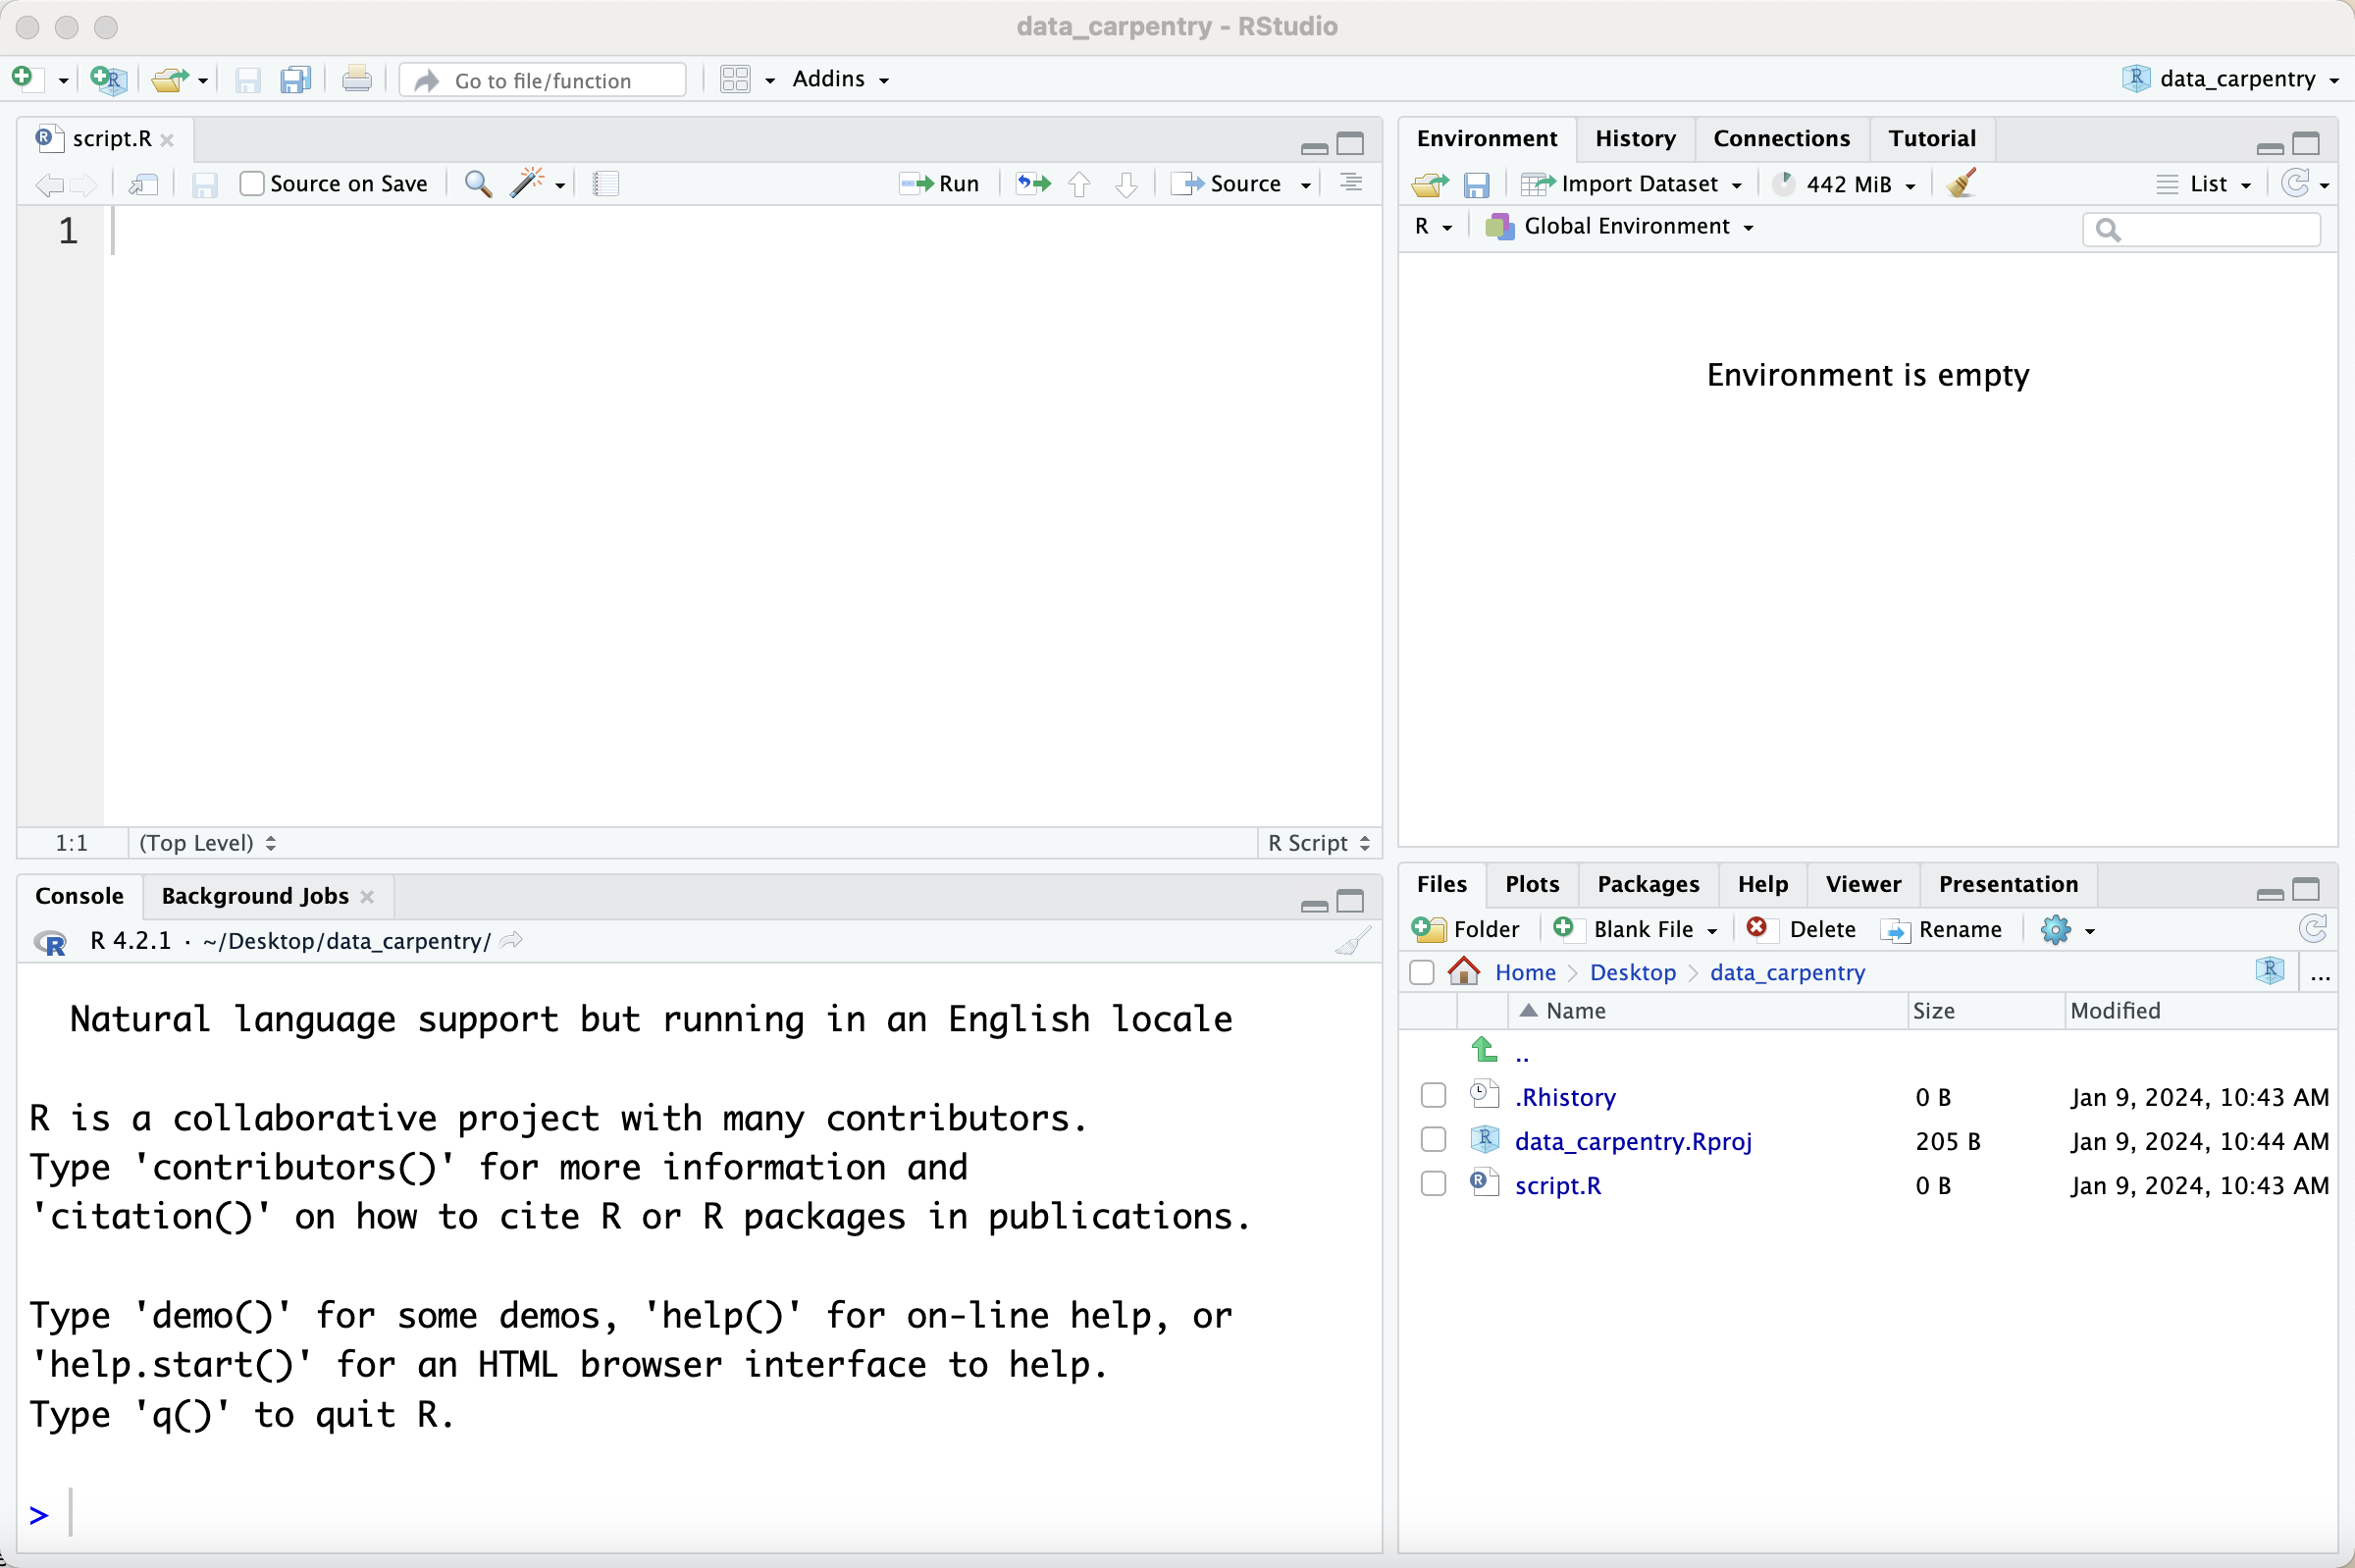 data_carpentry - RStudio
Go to file/function
Addins
data_carpentry
script.R
Source on Save
Run
Source
1
1:1
(Top Level)
R Script
Console
Background Jobs
R 4.2.1 · ~/Desktop/data_carpentry/
Natural language support but running in an English locale
R is a collaborative project with many contributors.
Type 'contributors()' for more information and
'citation()' on how to cite R or R packages in publications.
Type 'demo()' for some demos, 'help()' for on-line help, or
'help.start()' for an HTML browser interface to help.
Type 'q()' to quit R.
>
Environment
History
Connections
Tutorial
Import Dataset
442 MiB
List
R
Global Environment
Environment is empty
Files
Plots
Packages
Help
Viewer
Presentation
Folder
Blank File
Delete
Rename
Home
Desktop
data_carpentry
...
Name
Size
Modified
..
.Rhistory 0 B Jan 9, 2024, 10:43 AM
data_carpentry.Rproj 205 B Jan 9, 2024, 10:44 AM
script.R 0 B Jan 9, 2024, 10:43 AM